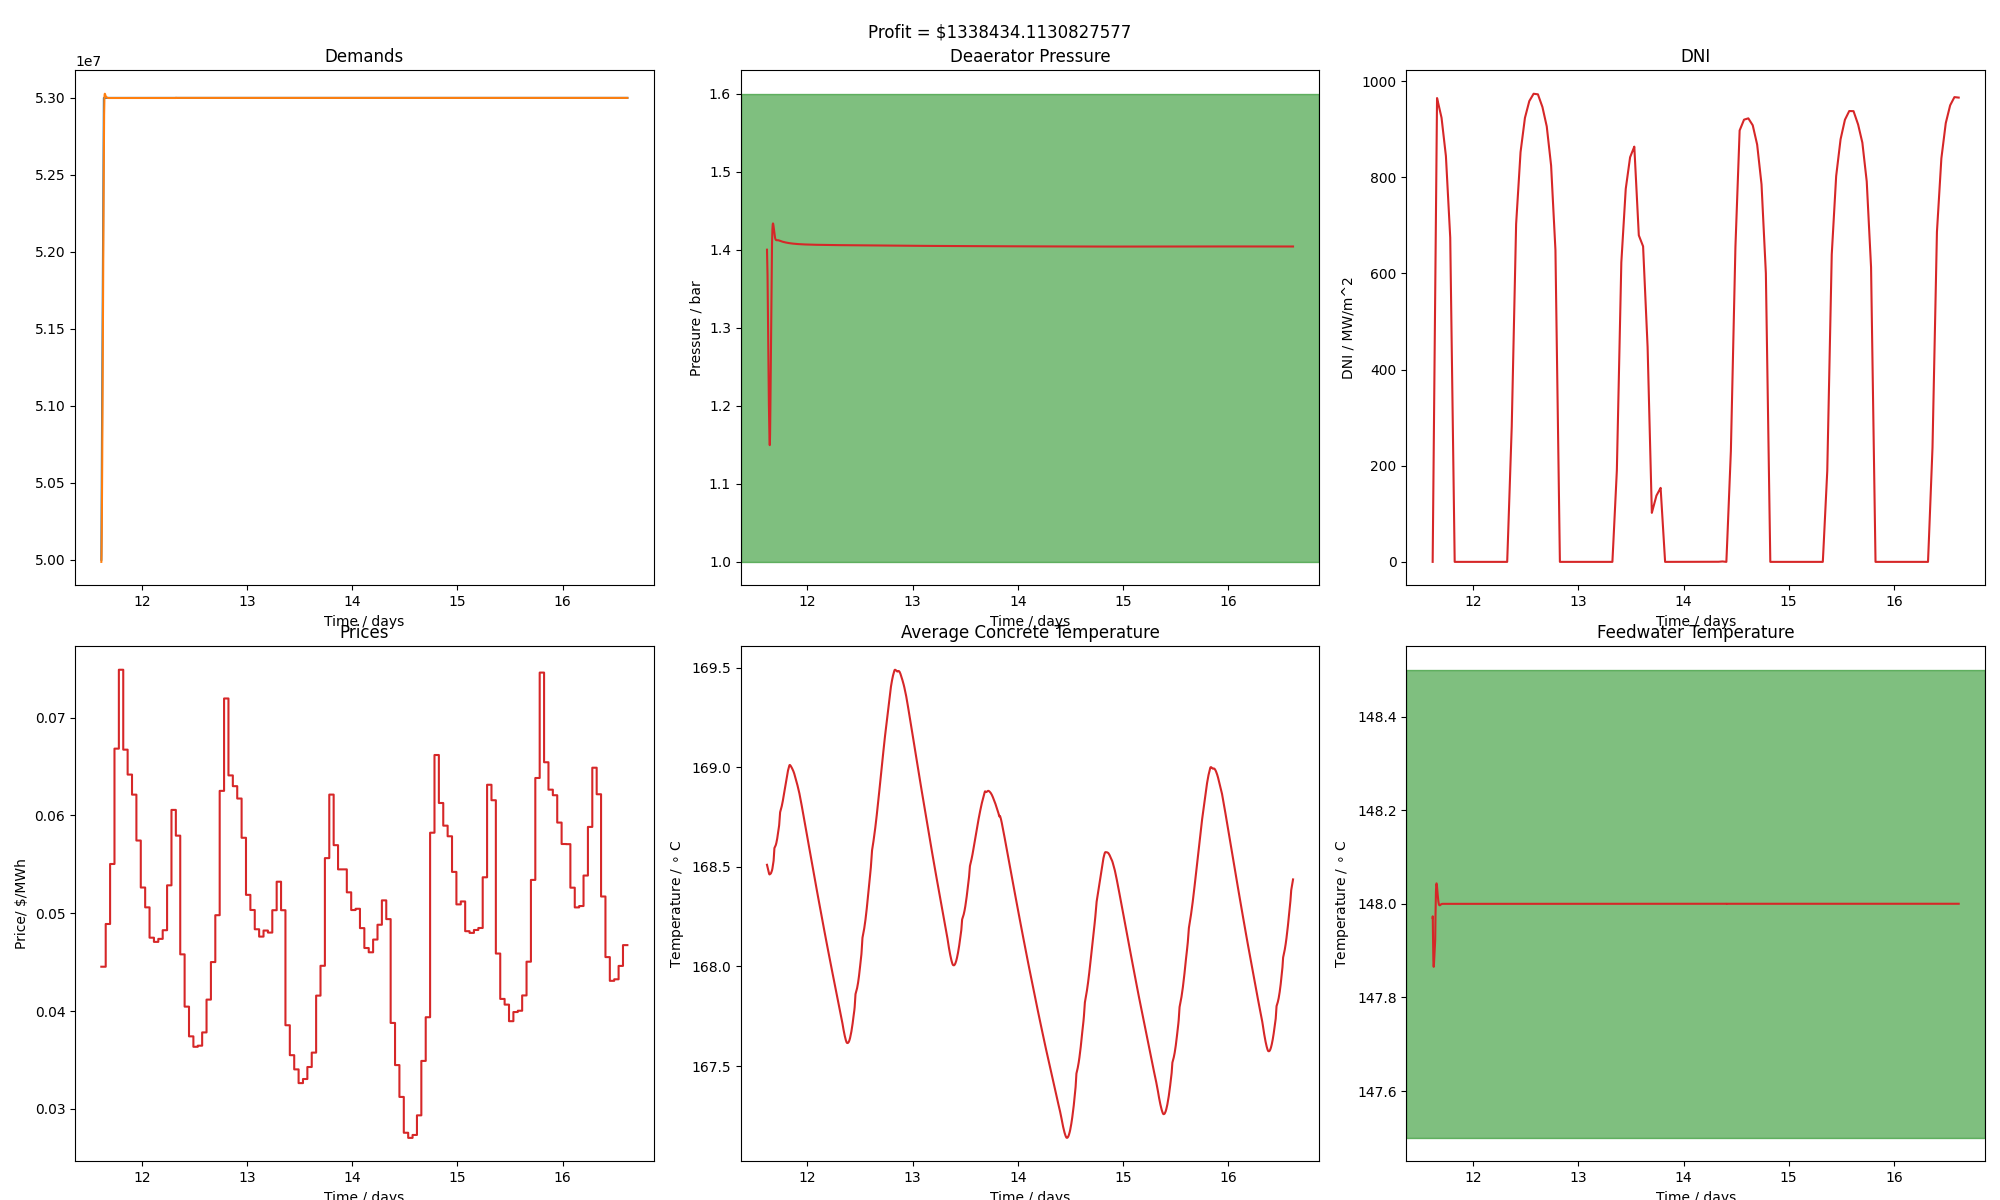 Profit = $1338434.1130827577
Demands
1e7
5.30
5.25
5.20
5.15
5.10
5.05
5.00
12 13 14 15 16
Time / days
Deaerator Pressure
Pressure / bar
1.6
1.5
1.4
1.3
1.2
1.1
1.0
12 13 14 15 16
Time / days
DNI
DNI / MW/m^2
1000
800
600
400
200
0
12 13 14 15 16
Time / days
Prices
Price/ $/MWh
0.07
0.06
0.05
0.04
0.03
12 13 14 15 16
Time / days
Average Concrete Temperature
Temperature / ∘ C
169.5
169.0
168.5
168.0
167.5
12 13 14 15 16
Time / days
Feedwater Temperature
Temperature / ∘ C
148.4
148.2
148.0
147.8
147.6
12 13 14 15 16
Time / days